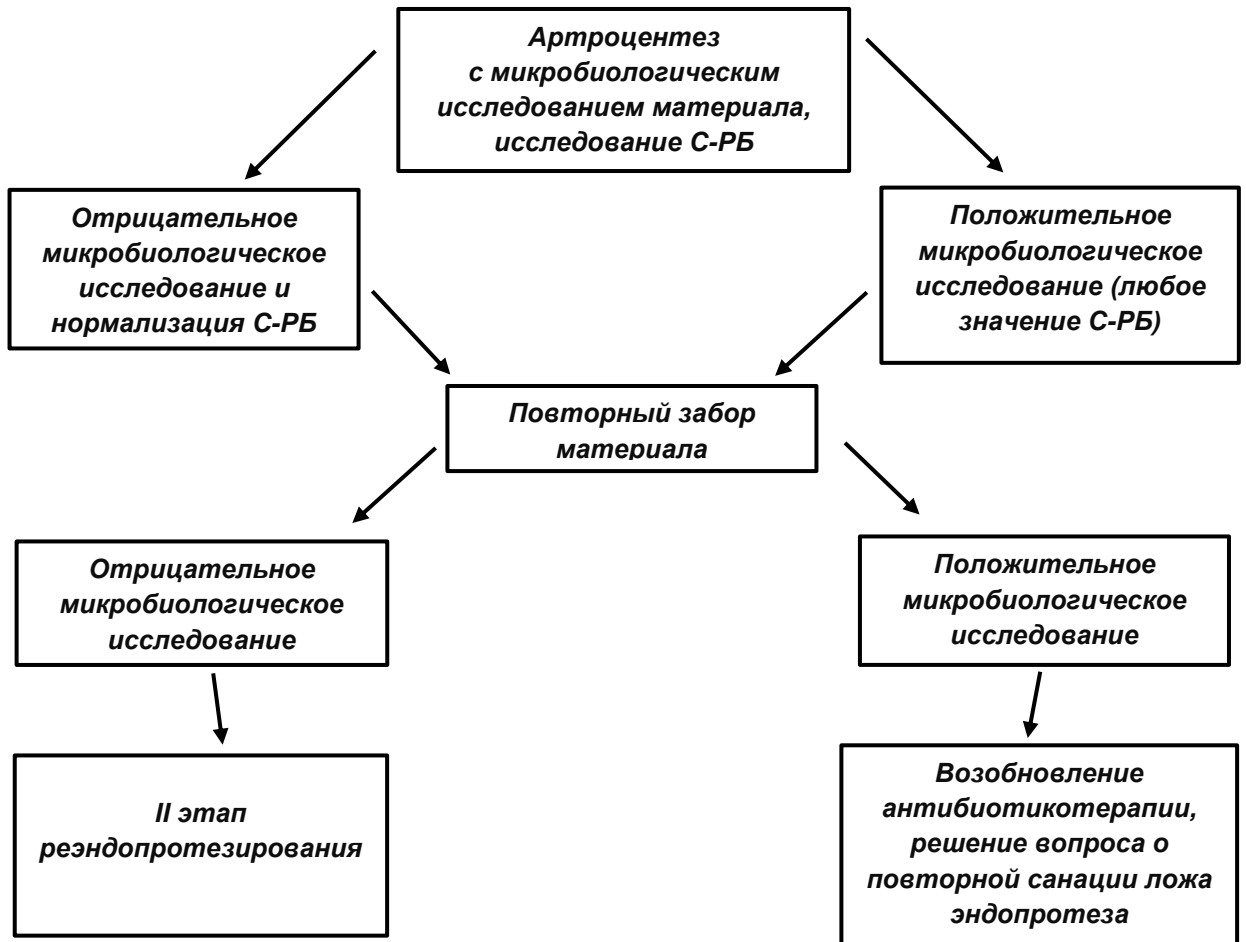 Артроцентез
с микробиологическим
исследованием материала,
исследование С-РБ
Отрицательное
микробиологическое
исследование и
нормализация С-РБ
Положительное
микробиологическое
исследование (любое
значение С-РБ)
Повторный забор
материала
Отрицательное
микробиологическое
исследование
Положительное
микробиологическое
исследование
II этап
реэндопротезирования
Возобновление
антибиотикотерапии,
решение вопроса о
повторной санации ложа
эндопротеза